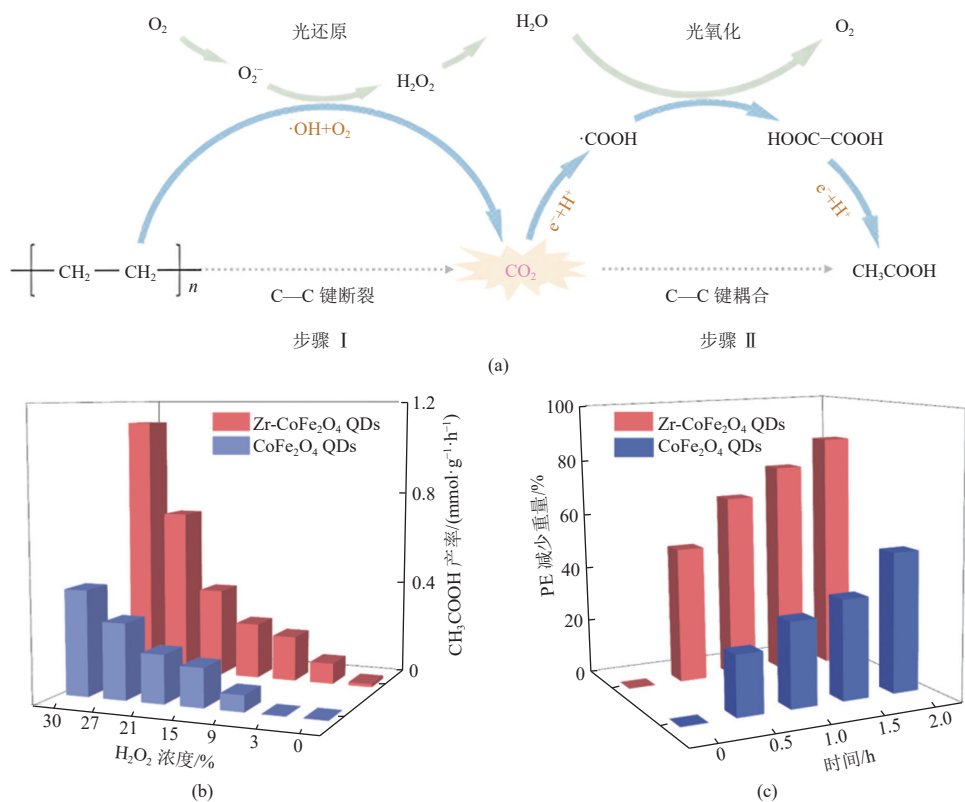 O₂
光还原
H₂O
光氧化
O₂
O₂·⁻
H₂O₂
·OH+O₂
·COOH
HOOC−COOH
e⁻+H⁺
e⁻+H⁺
CH₂
CH₂
n
CO₂
CH₃COOH
C—C 键断裂
C—C 键耦合
步骤 Ⅰ
步骤 Ⅱ
(a)
Zr-CoFe₂O₄ QDs
CoFe₂O₄ QDs
1.2
0.8
0.4
0
CH₃COOH 产率/(mmol·g⁻¹·h⁻¹)
30
27
21
15
9
3
0
H₂O₂ 浓度/%
(b)
100
80
60
40
20
0
PE 减少重量/%
Zr-CoFe₂O₄ QDs
CoFe₂O₄ QDs
0
0.5
1.0
1.5
2.0
时间/h
(c)